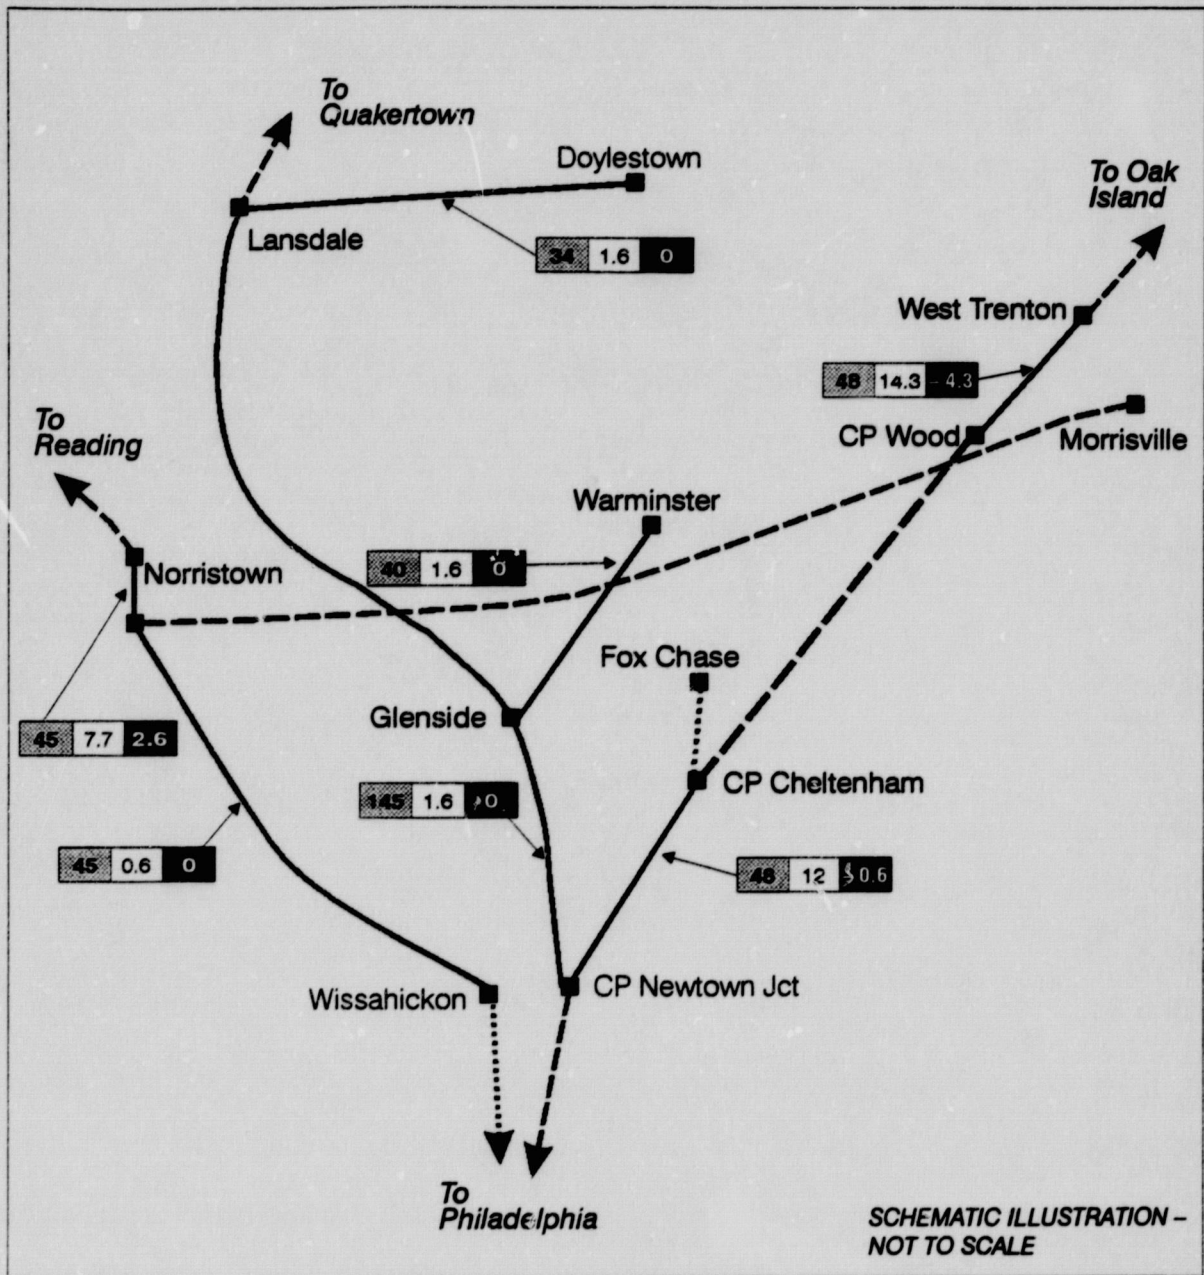 To
Quakertown
Doylestown
To Oak
Island
Lansdale
34 1.6 0
West Trenton
48 14.3 -4.3
To
Reading
CP Wood
Morrisville
Warminster
40 1.6 0
Norristown
Fox Chase
Glenside
45 7.7 2.6
CP Cheltenham
145 1.6 0
45 0.6 0
48 12 0.6
Wissahickon
CP Newtown Jct
To
Philadelphia
SCHEMATIC ILLUSTRATION –
NOT TO SCALE